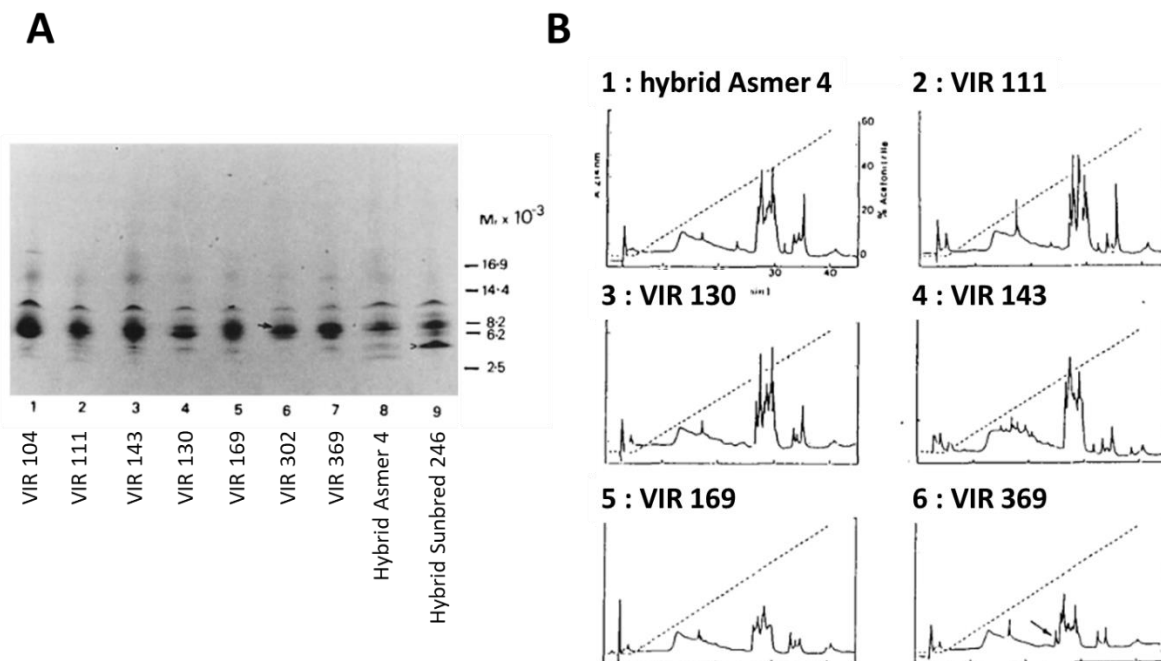 A
Mr × 10⁻³
16·9
14·4
8·2
6·2
2·5
1 2 3 4 5 6 7 8 9
VIR 104
VIR 111
VIR 143
VIR 130
VIR 169
VIR 302
VIR 369
Hybrid Asmer 4
Hybrid Sunbred 246
B
1 : hybrid Asmer 4
60
40
20
0
30 40
2 : VIR 111
3 : VIR 130
4 : VIR 143
5 : VIR 169
6 : VIR 369